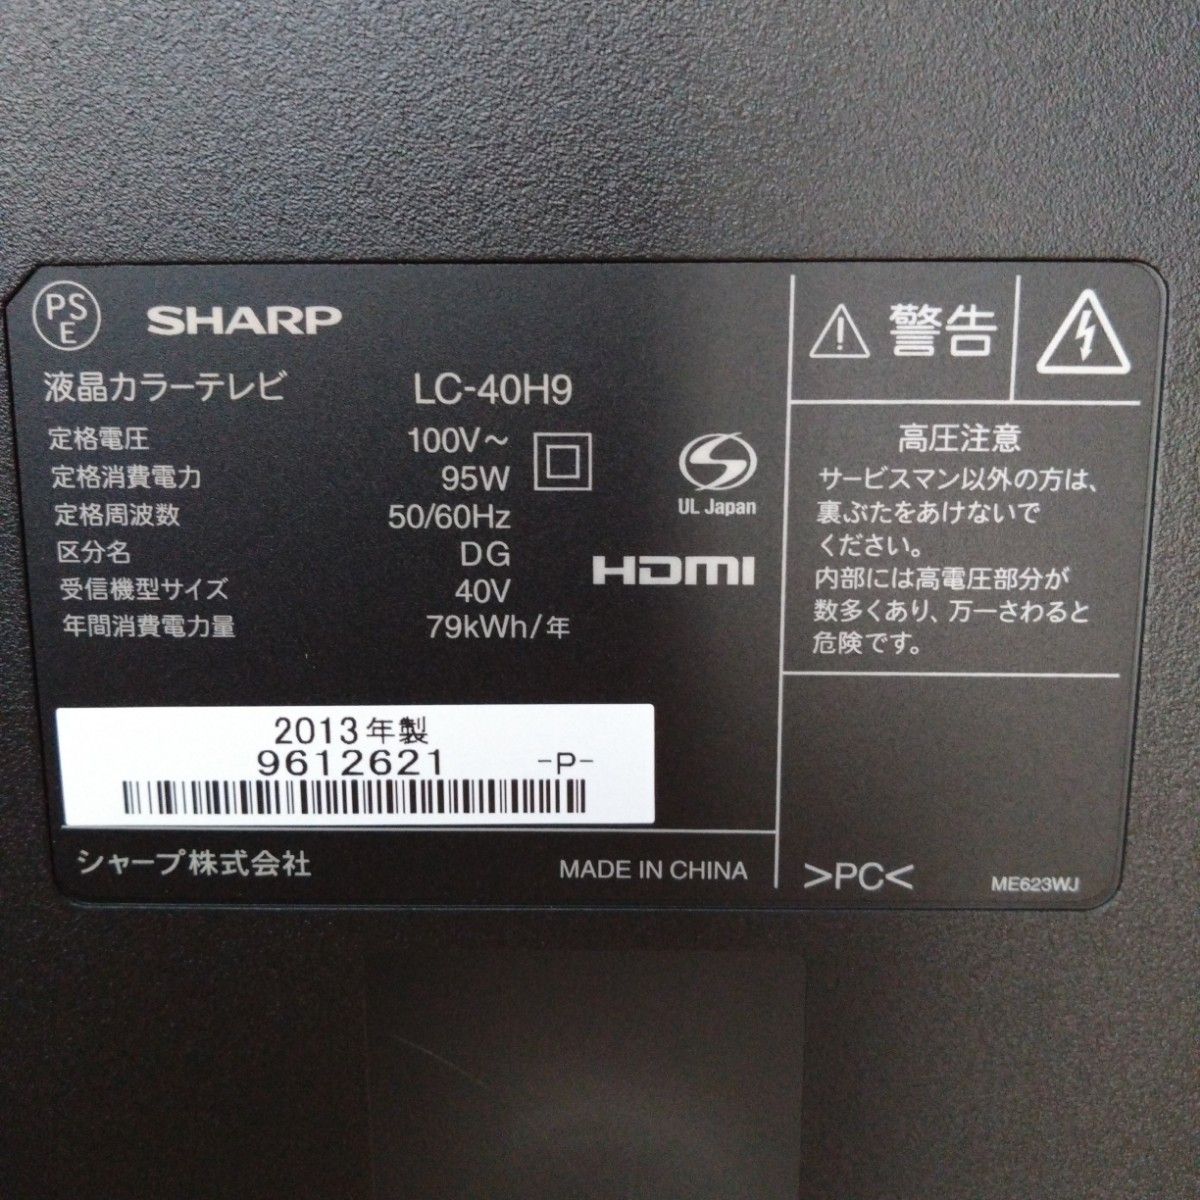 PS
E
SHARP
液晶カラーテレビ LC-40H9
定格電圧 100V～
定格消費電力 95W
定格周波数 50/60Hz
区分名 DG
受信機型サイズ 40V
年間消費電力量 79kWh/年
UL Japan
HDMI
2013年製
9612621 -P-
シャープ株式会社 MADE IN CHINA
警告
高圧注意
サービスマン以外の方は、
裏ぶたをあけないで
ください。
内部には高電圧部分が
数多くあり、万一さわると
危険です。
>PC< ME623WJ